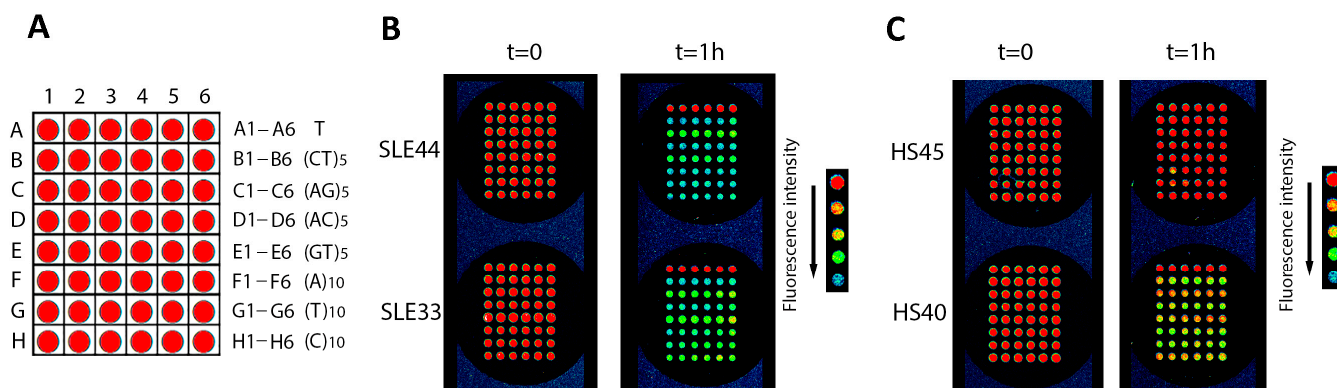 A
1 2 3 4 5 6
A A1–A6 T
B B1–B6 (CT)5
C C1–C6 (AG)5
D D1–D6 (AC)5
E E1–E6 (GT)5
F F1–F6 (A)10
G G1–G6 (T)10
H H1–H6 (C)10
B
t=0 t=1h
SLE44
SLE33
Fluorescence intensity
C
t=0 t=1h
HS45
HS40
Fluorescence intensity